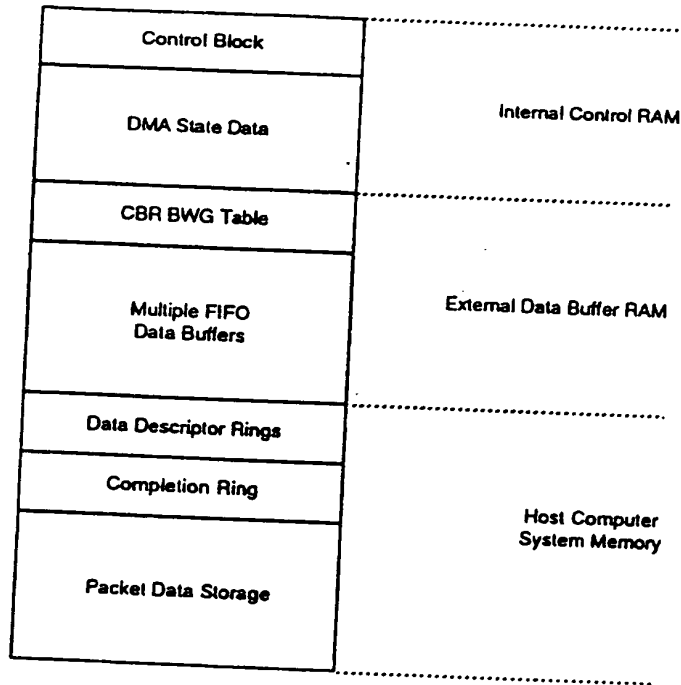 Control Block
DMA State Data
Internal Control RAM
CBR BWG Table
Multiple FIFO
Data Buffers
External Data Buffer RAM
Data Descriptor Rings
Completion Ring
Packet Data Storage
Host Computer
System Memory